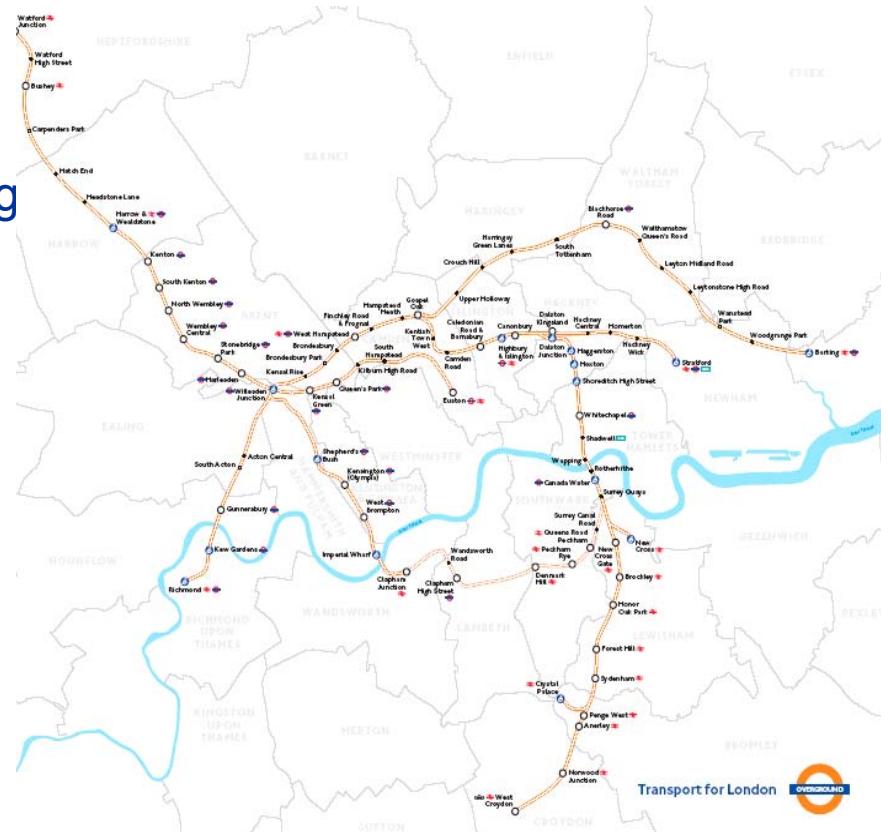 Watford
Junction
HERTFORDSHIRE
ENFIELD
ESSEX
Watford
High Street
Bushey
Carpenders Park
BARNET
Hatch End
WALTHAM
FOREST
g
Headstone Lane
HARINGEY
Blackhorse
Road
Harrow &
Wealdstone
Harringay
Green Lanes
Walthamstow
Queen's Road
REDBRIDGE
HARROW
South
Tottenham
Kenton
Crouch Hill
Leyton Midland Road
South Kenton
Leytonstone High Road
North Wembley
BRENT
Finchley Road
& Frognal
Hampstead
Heath
Gospel
Oak
Upper Holloway
HACKNEY
Wanstead
Park
Wembley
Central
West Hampstead
Kentish
Town
West
ISLINGTON
Caledonian
Road &
Barnsbury
Canonbury
Dalston
Kingsland
Hackney
Central
Homerton
Woodgrange Park
Stonebridge
Park
Brondesbury
CAMDEN
South
Hampstead
Highbury
& Islington
Dalston
Junction
Haggerston
Hackney
Wick
Barking
Brondesbury Park
Camden
Road
Hoxton
Stratford
Harlesden
Kensal Rise
Kilburn High Road
Shoreditch High Street
Willesden
Junction
Kensal
Green
Queen's Park
Euston
NEWHAM
Whitechapel
EALING
Shadwell
TOWER
HAMLETS
River Thames
Acton Central
Shepherd's
Bush
WESTMINSTER
Wapping
South Acton
Kensington
(Olympia)
Rotherhithe
HAMMERSMITH
Canada Water
SOUTHWARK
Surrey Quays
Gunnersbury
West
Brompton
Surrey Canal
Road
HOUNSLOW
Queens Road
Peckham
GREENWICH
Kew Gardens
Imperial Wharf
Wandsworth
Road
Peckham
Rye
New
Cross
Gate
New
Cross
Richmond
Clapham
Junction
Clapham
High Street
Denmark
Hill
Brockley
WANDSWORTH
LAMBETH
Honor
Oak Park
BEXLEY
RICHMOND
UPON
THAMES
LEWISHAM
Forest Hill
Crystal
Palace
Sydenham
KINGSTON
UPON
THAMES
MERTON
Penge West
Anerley
BROMLEY
Norwood
Junction
Transport for London
OVERGROUND
West
Croydon
SUTTON
CROYDON